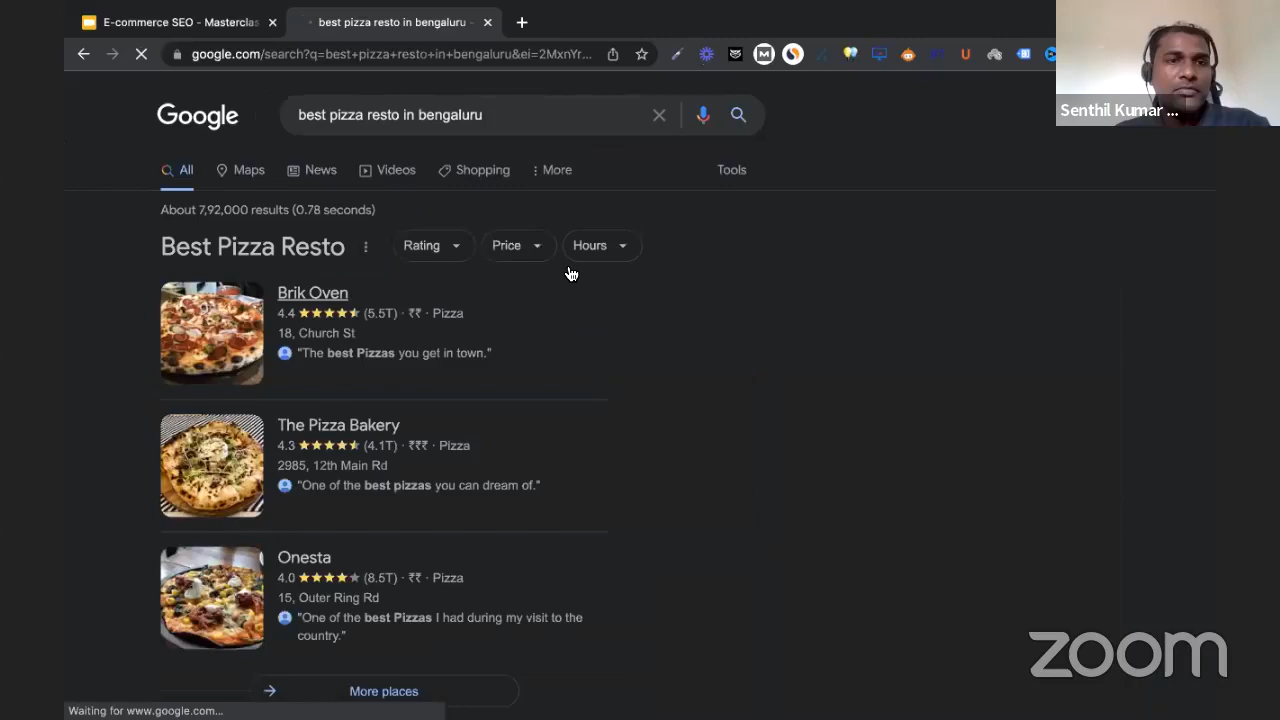 E-commerce SEO - Masterclas
best pizza resto in bengaluru -
google.com/search?q=best+pizza+resto+in+bengaluru&ei=2MxnYr...
Senthil Kumar ...
Google
best pizza resto in bengaluru
All
Maps
News
Videos
Shopping
More
Tools
About 7,92,000 results (0.78 seconds)
Best Pizza Resto
Rating
Price
Hours
Brik Oven
4.4 ★★★★★ (5.5T) · ₹₹ · Pizza
18, Church St
"The best Pizzas you get in town."
The Pizza Bakery
4.3 ★★★★★ (4.1T) · ₹₹₹ · Pizza
2985, 12th Main Rd
"One of the best pizzas you can dream of."
Onesta
4.0 ★★★★★ (8.5T) · ₹₹ · Pizza
15, Outer Ring Rd
"One of the best Pizzas I had during my visit to the
country."
More places
Waiting for www.google.com...
zoom